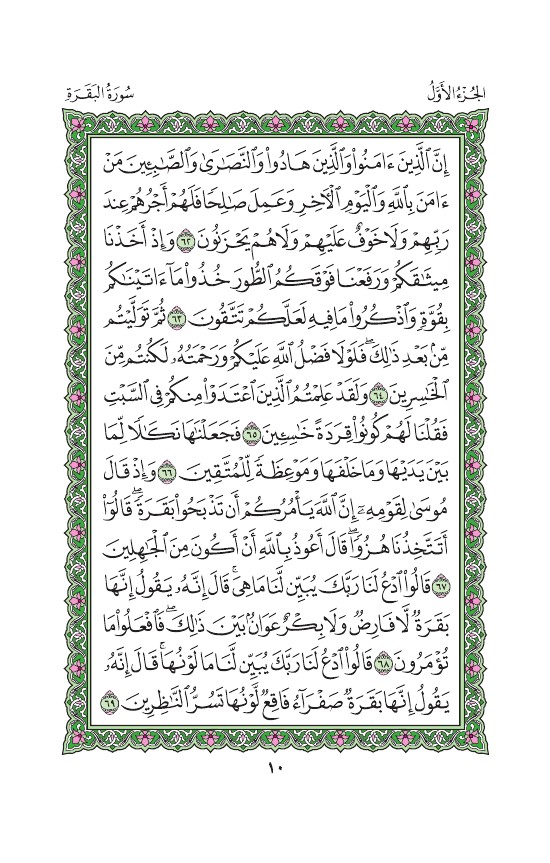 الجُزْءُ الأَوَّلُ
سُورَةُ البَقَرَةِ
إِنَّ ٱلَّذِينَ ءَامَنُوا۟ وَٱلَّذِينَ هَادُوا۟ وَٱلنَّصَٰرَىٰ وَٱلصَّٰبِـِٔينَ مَنْ
ءَامَنَ بِٱللَّهِ وَٱلْيَوْمِ ٱلْءَاخِرِ وَعَمِلَ صَٰلِحًا فَلَهُمْ أَجْرُهُمْ عِندَ
رَبِّهِمْ وَلَا خَوْفٌ عَلَيْهِمْ وَلَا هُمْ يَحْزَنُونَ ٦٢ وَإِذْ أَخَذْنَا
مِيثَٰقَكُمْ وَرَفَعْنَا فَوْقَكُمُ ٱلطُّورَ خُذُوا۟ مَآ ءَاتَيْنَٰكُم
بِقُوَّةٍ وَٱذْكُرُوا۟ مَا فِيهِ لَعَلَّكُمْ تَتَّقُونَ ٦٣ ثُمَّ تَوَلَّيْتُم
مِّنۢ بَعْدِ ذَٰلِكَ ۖ فَلَوْلَا فَضْلُ ٱللَّهِ عَلَيْكُمْ وَرَحْمَتُهُۥ لَكُنتُم مِّنَ
ٱلْخَٰسِرِينَ ٦٤ وَلَقَدْ عَلِمْتُمُ ٱلَّذِينَ ٱعْتَدَوْا۟ مِنكُمْ فِى ٱلسَّبْتِ
فَقُلْنَا لَهُمْ كُونُوا۟ قِرَدَةً خَٰسِـِٔينَ ٦٥ فَجَعَلْنَٰهَا نَكَٰلًا لِّمَا
بَيْنَ يَدَيْهَا وَمَا خَلْفَهَا وَمَوْعِظَةً لِّلْمُتَّقِينَ ٦٦ وَإِذْ قَالَ
مُوسَىٰ لِقَوْمِهِۦٓ إِنَّ ٱللَّهَ يَأْمُرُكُمْ أَن تَذْبَحُوا۟ بَقَرَةً ۖ قَالُوٓا۟
أَتَتَّخِذُنَا هُزُوًا ۖ قَالَ أَعُوذُ بِٱللَّهِ أَنْ أَكُونَ مِنَ ٱلْجَٰهِلِينَ
٦٧ قَالُوا۟ ٱدْعُ لَنَا رَبَّكَ يُبَيِّن لَّنَا مَا هِىَ ۚ قَالَ إِنَّهُۥ يَقُولُ إِنَّهَا
بَقَرَةٌ لَّا فَارِضٌ وَلَا بِكْرٌ عَوَانٌۢ بَيْنَ ذَٰلِكَ ۖ فَٱفْعَلُوا۟ مَا
تُؤْمَرُونَ ٦٨ قَالُوا۟ ٱدْعُ لَنَا رَبَّكَ يُبَيِّن لَّنَا مَا لَوْنُهَا ۚ قَالَ إِنَّهُۥ
يَقُولُ إِنَّهَا بَقَرَةٌ صَفْرَآءُ فَاقِعٌ لَّوْنُهَا تَسُرُّ ٱلنَّٰظِرِينَ ٦٩
١٠